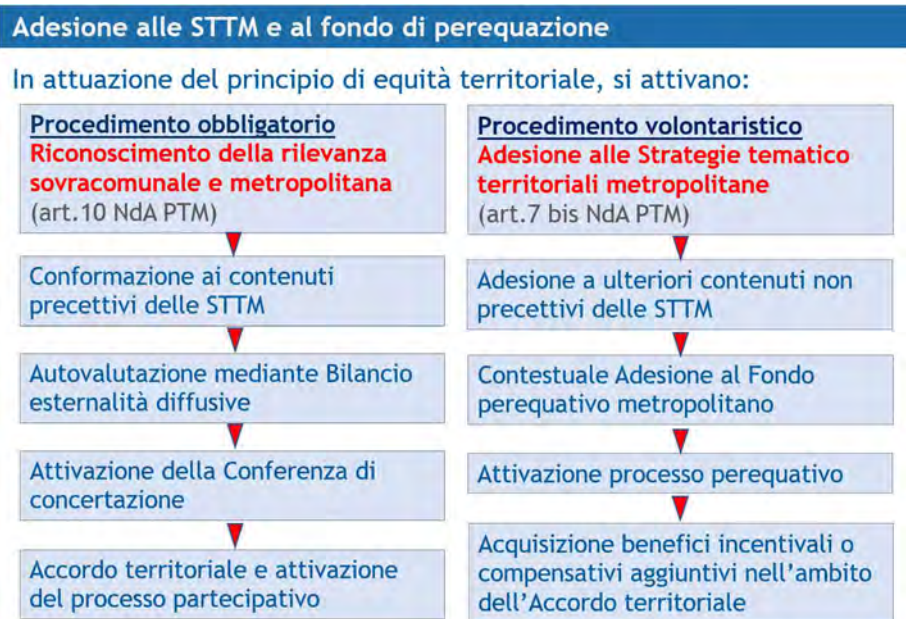 Adesione alle STTM e al fondo di perequazione
In attuazione del principio di equità territoriale, si attivano:
Procedimento obbligatorio
Riconoscimento della rilevanza
sovracomunale e metropolitana
(art.10 NdA PTM)
Conformazione ai contenuti
precettivi delle STTM
Autovalutazione mediante Bilancio
esternalità diffusive
Attivazione della Conferenza di
concertazione
Accordo territoriale e attivazione
del processo partecipativo
Procedimento volontaristico
Adesione alle Strategie tematico
territoriali metropolitane
(art.7 bis NdA PTM)
Adesione a ulteriori contenuti non
precettivi delle STTM
Contestuale Adesione al Fondo
perequativo metropolitano
Attivazione processo perequativo
Acquisizione benefici incentivali o
compensativi aggiuntivi nell'ambito
dell'Accordo territoriale